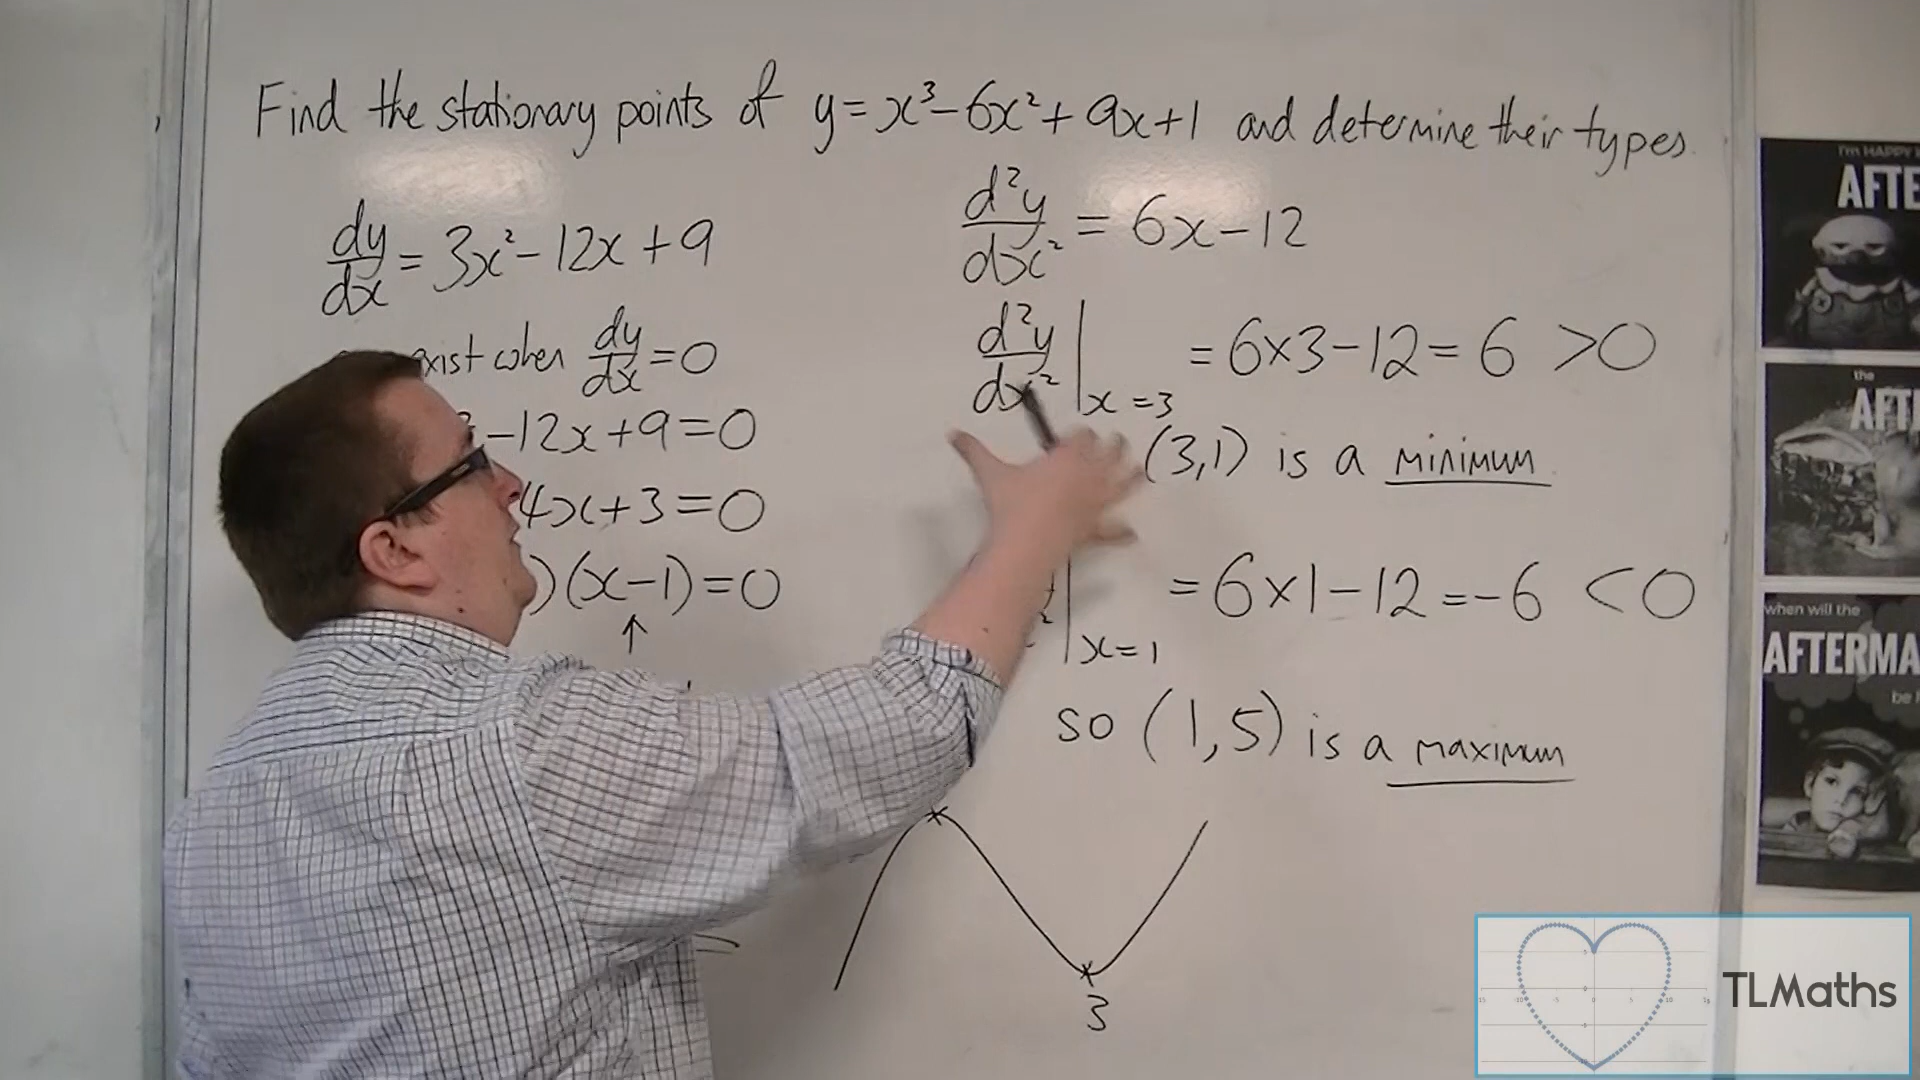 Find the stationary points of y = x³ - 6x² + 9x + 1 and determine their types.
dy/dx = 3x² - 12x + 9
exist when dy/dx = 0
- 12x + 9 = 0
4x + 3 = 0
)(x - 1) = 0
↑
d²y/dx² = 6x - 12
d²y/dx² |x = 3 = 6×3 - 12 = 6 > 0
(3,1) is a minimum
|x = 1 = 6×1 - 12 = -6 < 0
so (1,5) is a maximum
3
I'm HAPPY
AFTE
the
AFT
when will the
AFTERMA
be
TLMaths